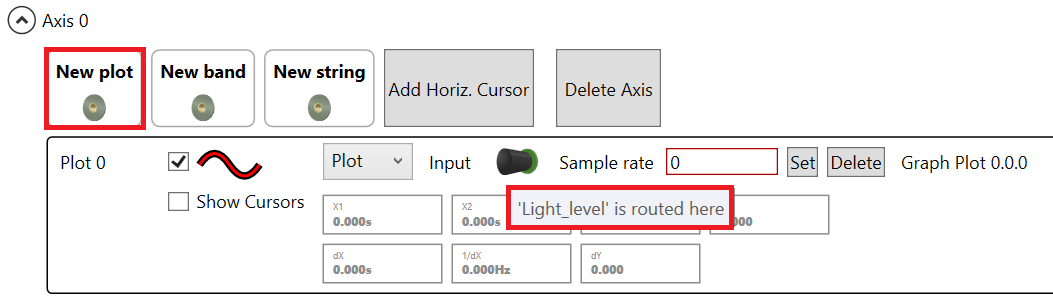 Axis 0
New plot New band New string Add Horiz. Cursor Delete Axis
Plot 0 Plot Input Sample rate 0 Set Delete Graph Plot 0.0.0
Show Cursors
X1 X2
0.000s 0.000s 'Light_level' is routed here 000
dX 1/dX dY
0.000s 0.000Hz 0.000